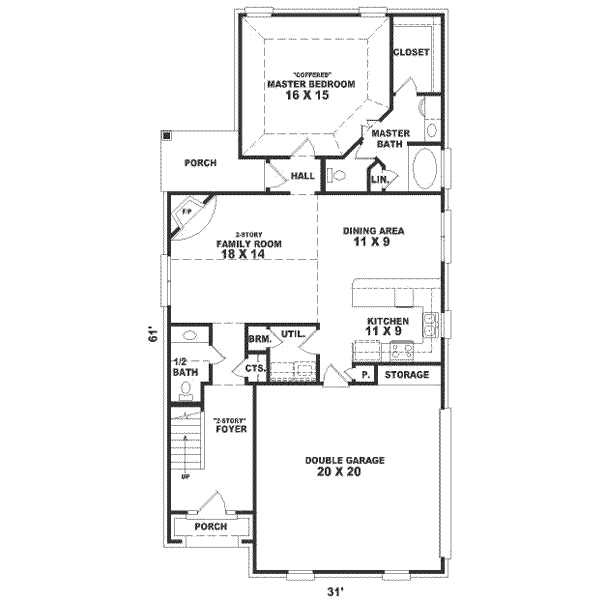 CLOSET
"COFFERED"
MASTER BEDROOM
16 X 15
MASTER
BATH
PORCH
HALL
LIN.
F/P
2-STORY
FAMILY ROOM
18 X 14
DINING AREA
11 X 9
KITCHEN
11 X 9
61'
BRM.
UTIL.
1/2
BATH
CTS.
P.
STORAGE
"2-STORY"
FOYER
UP
DOUBLE GARAGE
20 X 20
PORCH
31'